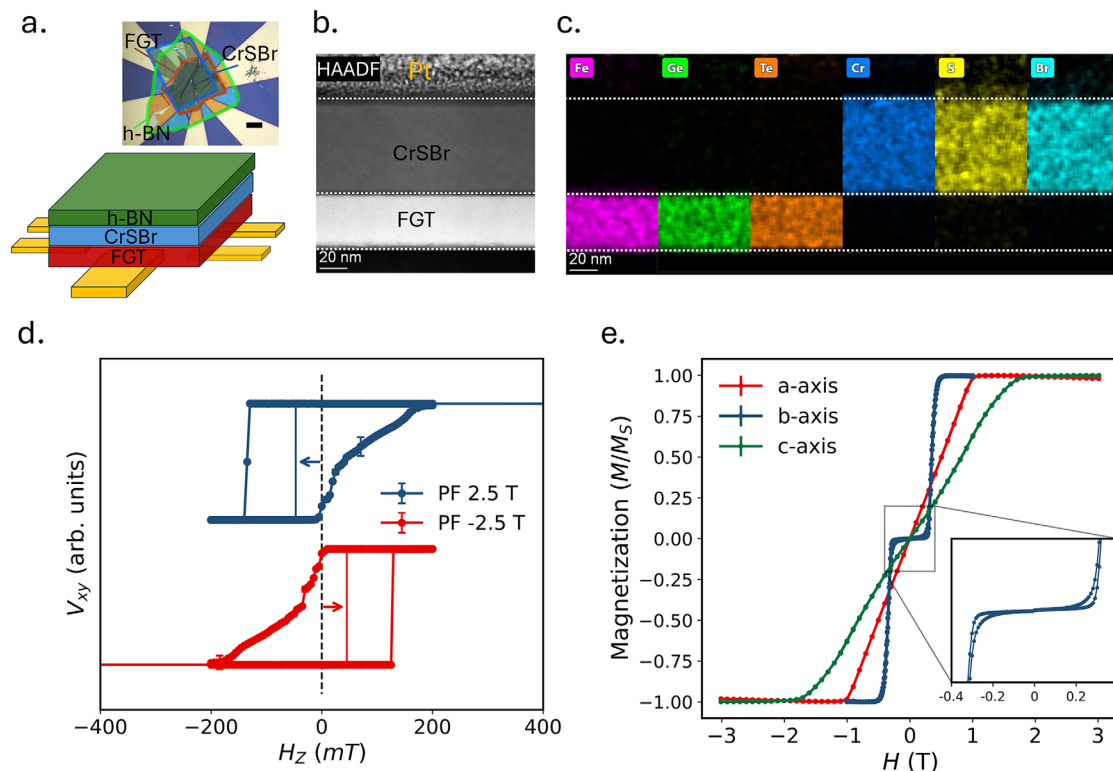 a.
FGT
CrSBr
h-BN
h-BN
CrSBr
FGT
b.
HAADF
Pt
CrSBr
FGT
20 nm
c.
Fe
Ge
Te
Cr
S
Br
20 nm
d.
V_{xy} (arb. units)
PF 2.5 T
PF -2.5 T
−400
−200
0
200
400
H_Z (mT)
e.
Magnetization (M/M_S)
1.00
0.75
0.50
0.25
0.00
−0.25
−0.50
−0.75
−1.00
a-axis
b-axis
c-axis
-0.4
-0.2
0
0.2
−3
−2
−1
0
1
2
3
H (T)